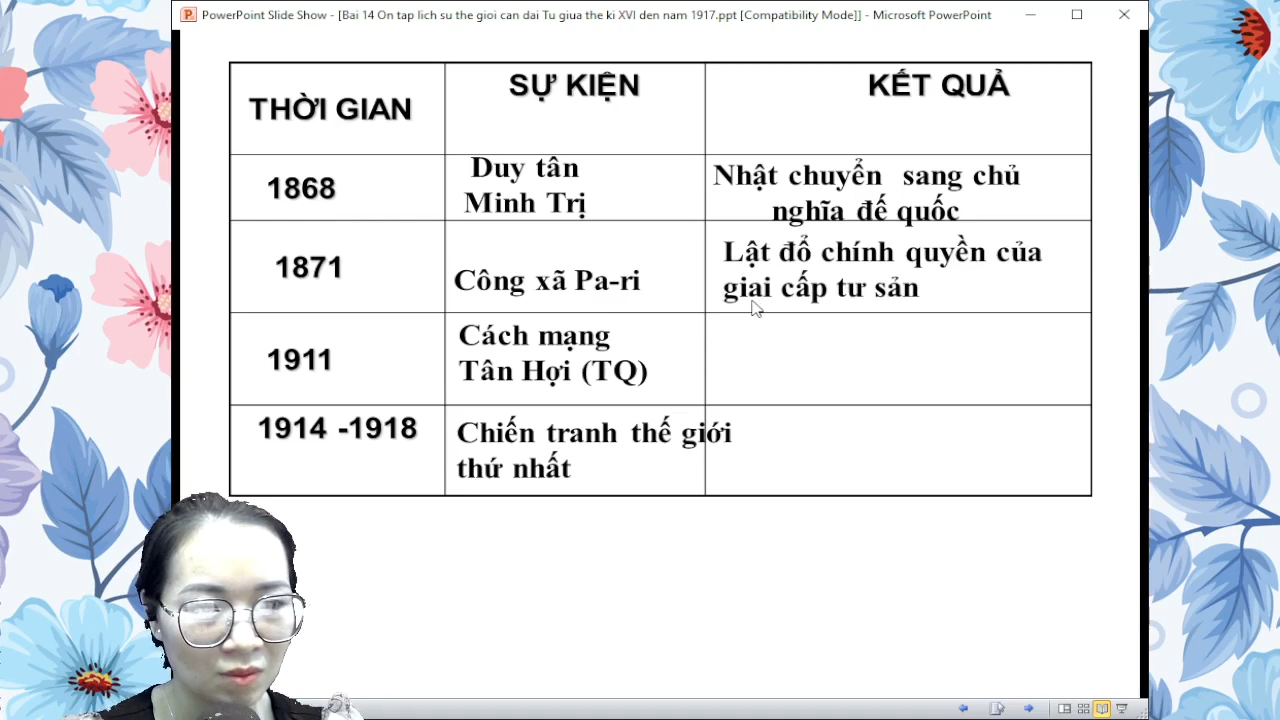 PowerPoint Slide Show - [Bai 14 On tap lich su the gioi can dai Tu giua the ki XVI den nam 1917.ppt [Compatibility Mode]] - Microsoft PowerPoint
THỜI GIAN
SỰ KIỆN
KẾT QUẢ
1868
Duy tân
Minh Trị
Nhật chuyển sang chủ
nghĩa đế quốc
1871
Công xã Pa-ri
Lật đổ chính quyền của
giai cấp tư sản
1911
Cách mạng
Tân Hợi (TQ)
1914 -1918
Chiến tranh thế giới
thứ nhất